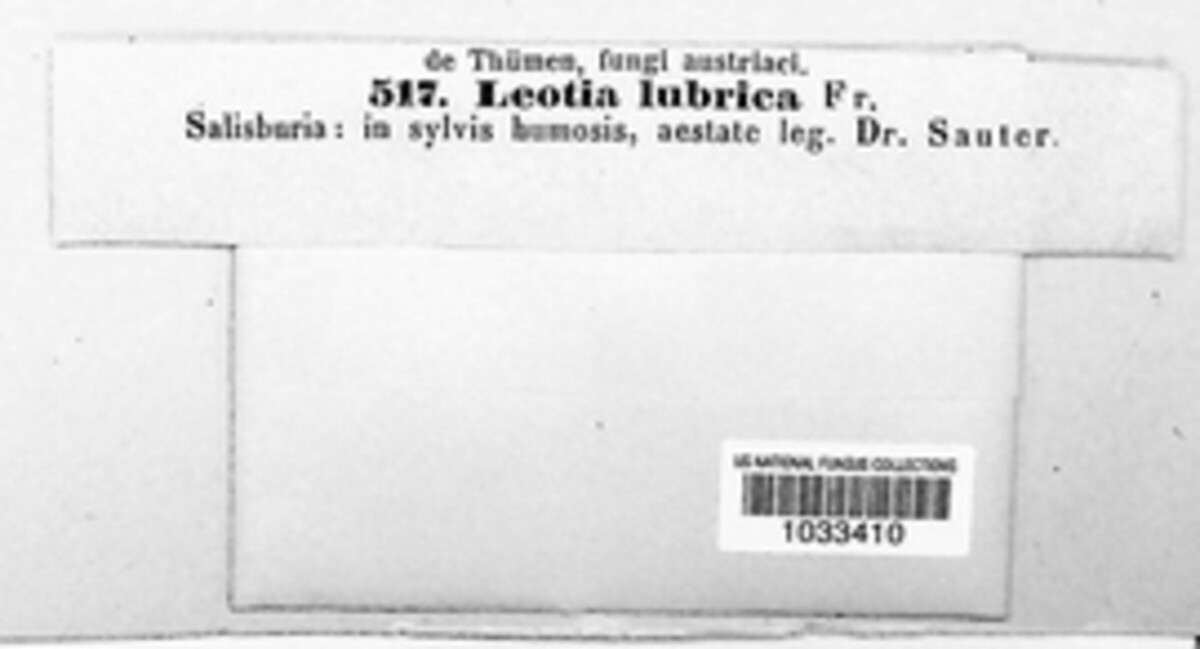 de Thümen, fungi austriaci.
517. Leotia lubrica Fr.
Salisburia: in sylvis humosis, aestate leg. Dr. Sauter.
US NATIONAL FUNGUS COLLECTIONS
1033410